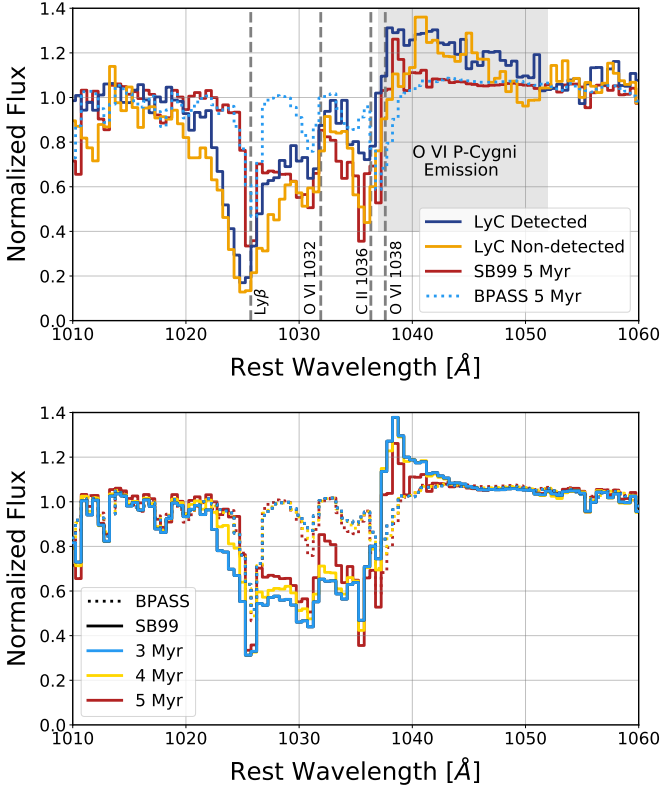 1.4
1.2
1.0
0.8
0.6
0.4
0.2
0.0
Normalized Flux
O VI P-Cygni
Emission
LyC Detected
LyC Non-detected
SB99 5 Myr
BPASS 5 Myr
Lyβ
O VI 1032
C II 1036
O VI 1038
1010 1020 1030 1040 1050 1060
Rest Wavelength [Å]
1.4
1.2
1.0
0.8
0.6
0.4
0.2
0.0
Normalized Flux
BPASS
SB99
3 Myr
4 Myr
5 Myr
1010 1020 1030 1040 1050 1060
Rest Wavelength [Å]